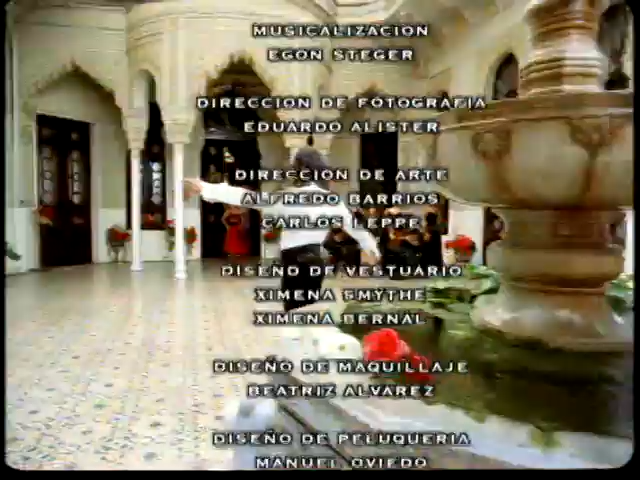 MUSICALIZACIÓN
EGON STEGER
DIRECCION DE FOTOGRAFIA
EDUARDO ALISTER
DIRECCION DE ARTE
ALFREDO BARRIOS
CARLOS LEPPE
DISEÑO DE VESTUARIO
XIMENA SMYTHE
XIMENA BERNAL
DISEÑO DE MAQUILLAJE
BEATRIZ ALVAREZ
DISEÑO DE PELUQUERIA
MANUEL OVIEDO